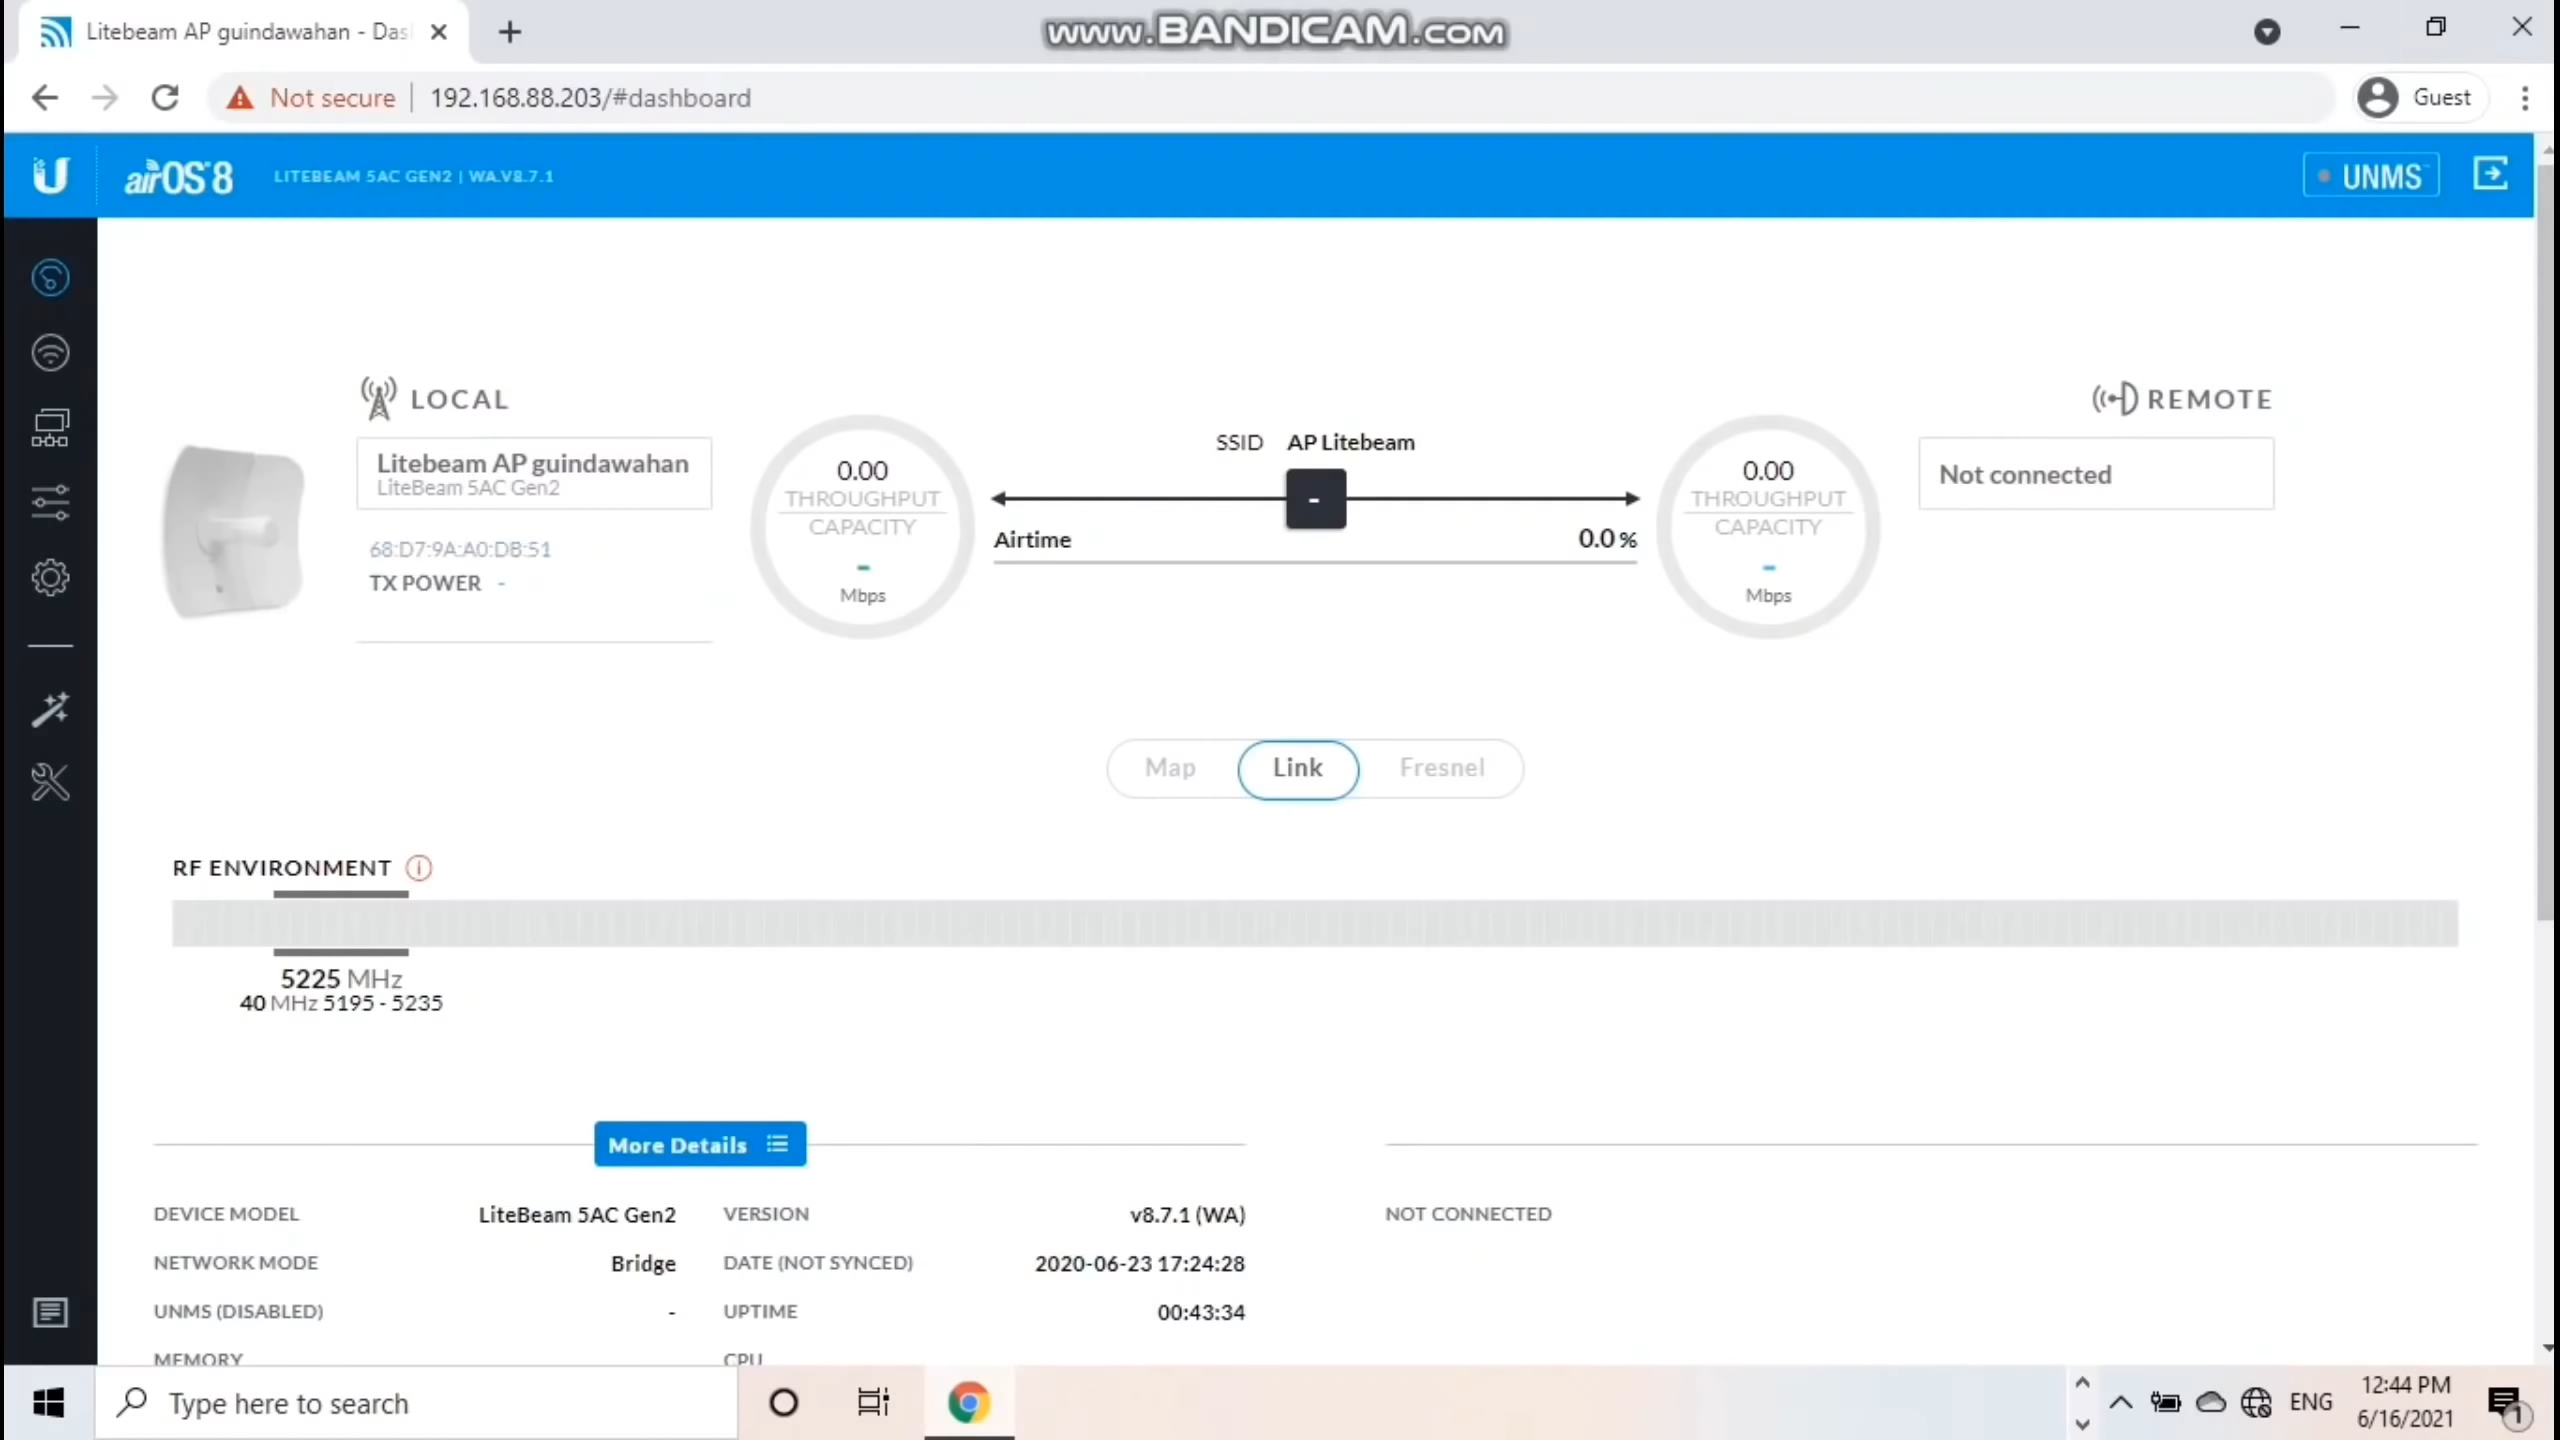 Litebeam AP guindawahan - Das
www.BANDICAM.com
Not secure
192.168.88.203/#dashboard
Guest
airOS 8
LITEBEAM 5AC GEN2 | WA.V8.7.1
UNMS
LOCAL
REMOTE
Litebeam AP guindawahan
LiteBeam 5AC Gen2
68:D7:9A:A0:DB:51
TX POWER -
0.00
THROUGHPUT
CAPACITY
-
Mbps
SSID AP Litebeam
-
Airtime 0.0 %
0.00
THROUGHPUT
CAPACITY
-
Mbps
Not connected
Map Link Fresnel
RF ENVIRONMENT
5225 MHz
40 MHz 5195 - 5235
More Details
DEVICE MODEL LiteBeam 5AC Gen2 VERSION v8.7.1 (WA) NOT CONNECTED
NETWORK MODE Bridge DATE (NOT SYNCED) 2020-06-23 17:24:28
UNMS (DISABLED) - UPTIME 00:43:34
MEMORY CPU
Type here to search
ENG
12:44 PM
6/16/2021
1